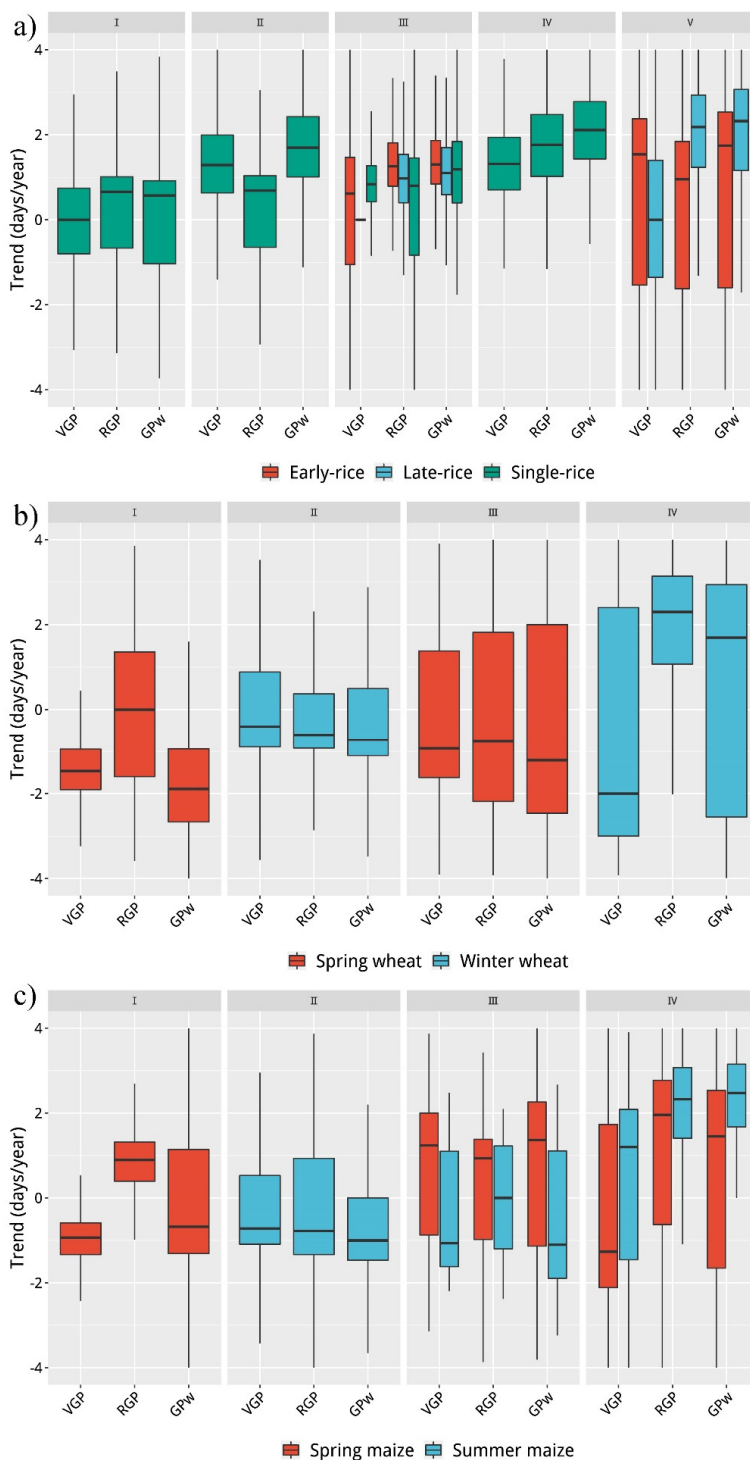 a)
I II III IV V
Trend (days/year)
4
2
0
-2
-4
VGP RGP GPw VGP RGP GPw VGP RGP GPw VGP RGP GPw VGP RGP GPw
Early-rice Late-rice Single-rice
b)
I II III IV
Trend (days/year)
4
2
0
-2
-4
VGP RGP GPw VGP RGP GPw VGP RGP GPw VGP RGP GPw
Spring wheat Winter wheat
c)
I II III IV
Trend (days/year)
4
2
0
-2
-4
VGP RGP GPw VGP RGP GPw VGP RGP GPw VGP RGP GPw
Spring maize Summer maize